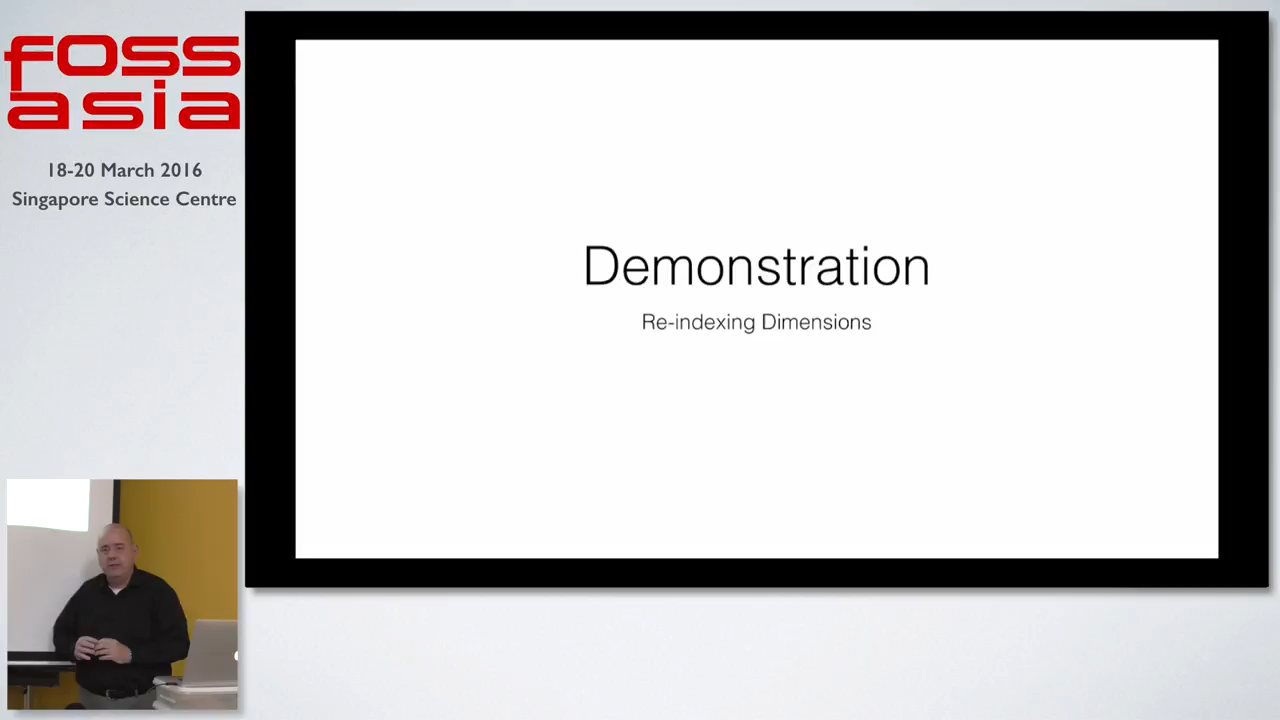 foss
asia
18-20 March 2016
Singapore Science Centre
Demonstration
Re-indexing Dimensions